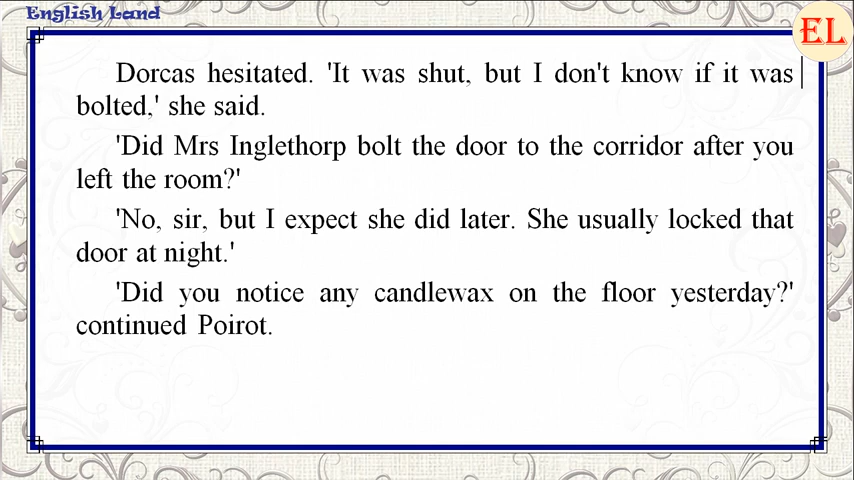 English Land
EL
Dorcas hesitated. 'It was shut, but I don't know if it was
bolted,' she said.
'Did Mrs Inglethorp bolt the door to the corridor after you
left the room?'
'No, sir, but I expect she did later. She usually locked that
door at night.'
'Did you notice any candlewax on the floor yesterday?'
continued Poirot.